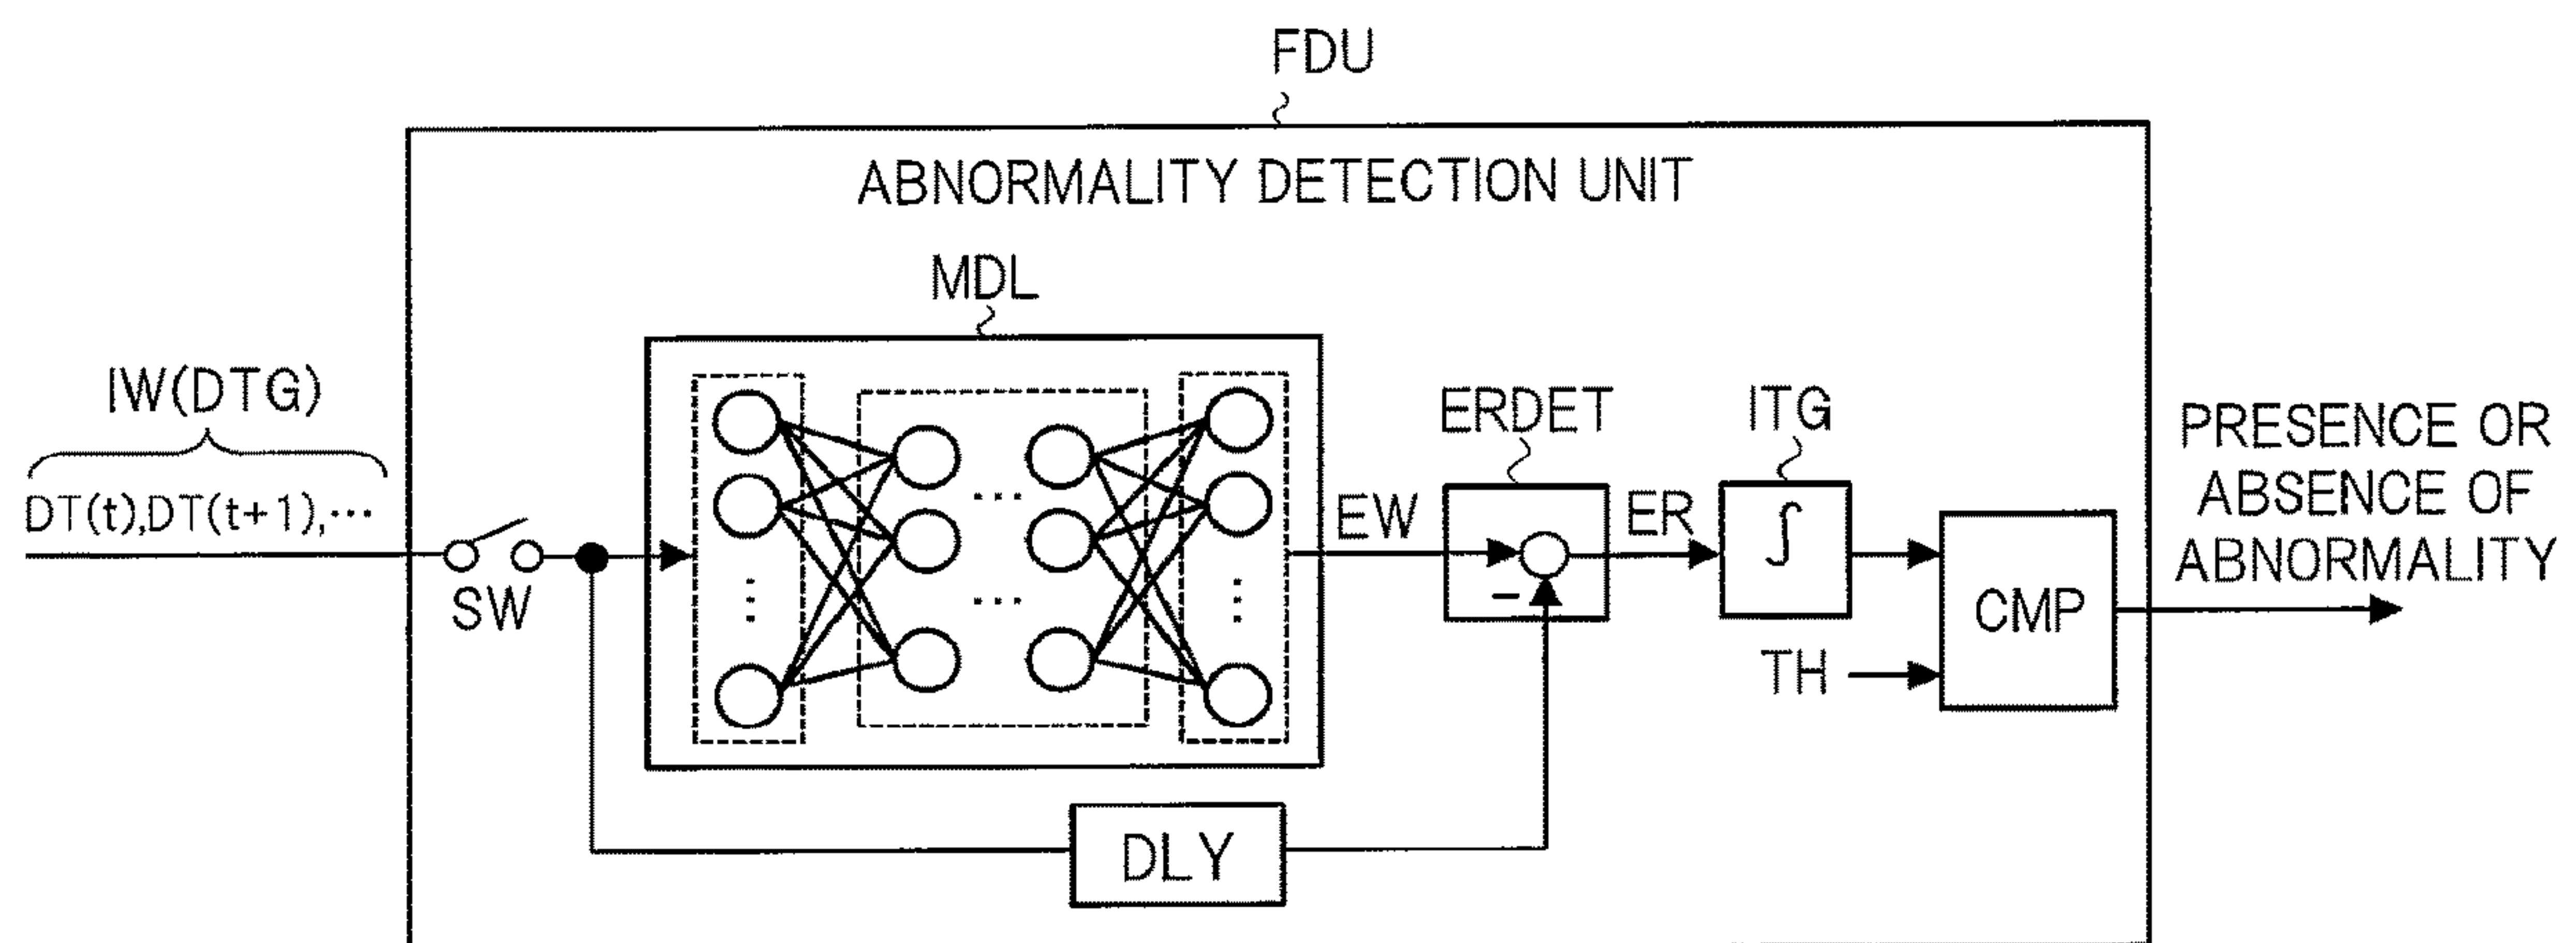 FDU
ABNORMALITY DETECTION UNIT
MDL
IW(DTG)
DT(t),DT(t+1),···
SW
EW
ERDET
-
ER
ITG
∫
TH
CMP
DLY
PRESENCE OR
ABSENCE OF
ABNORMALITY